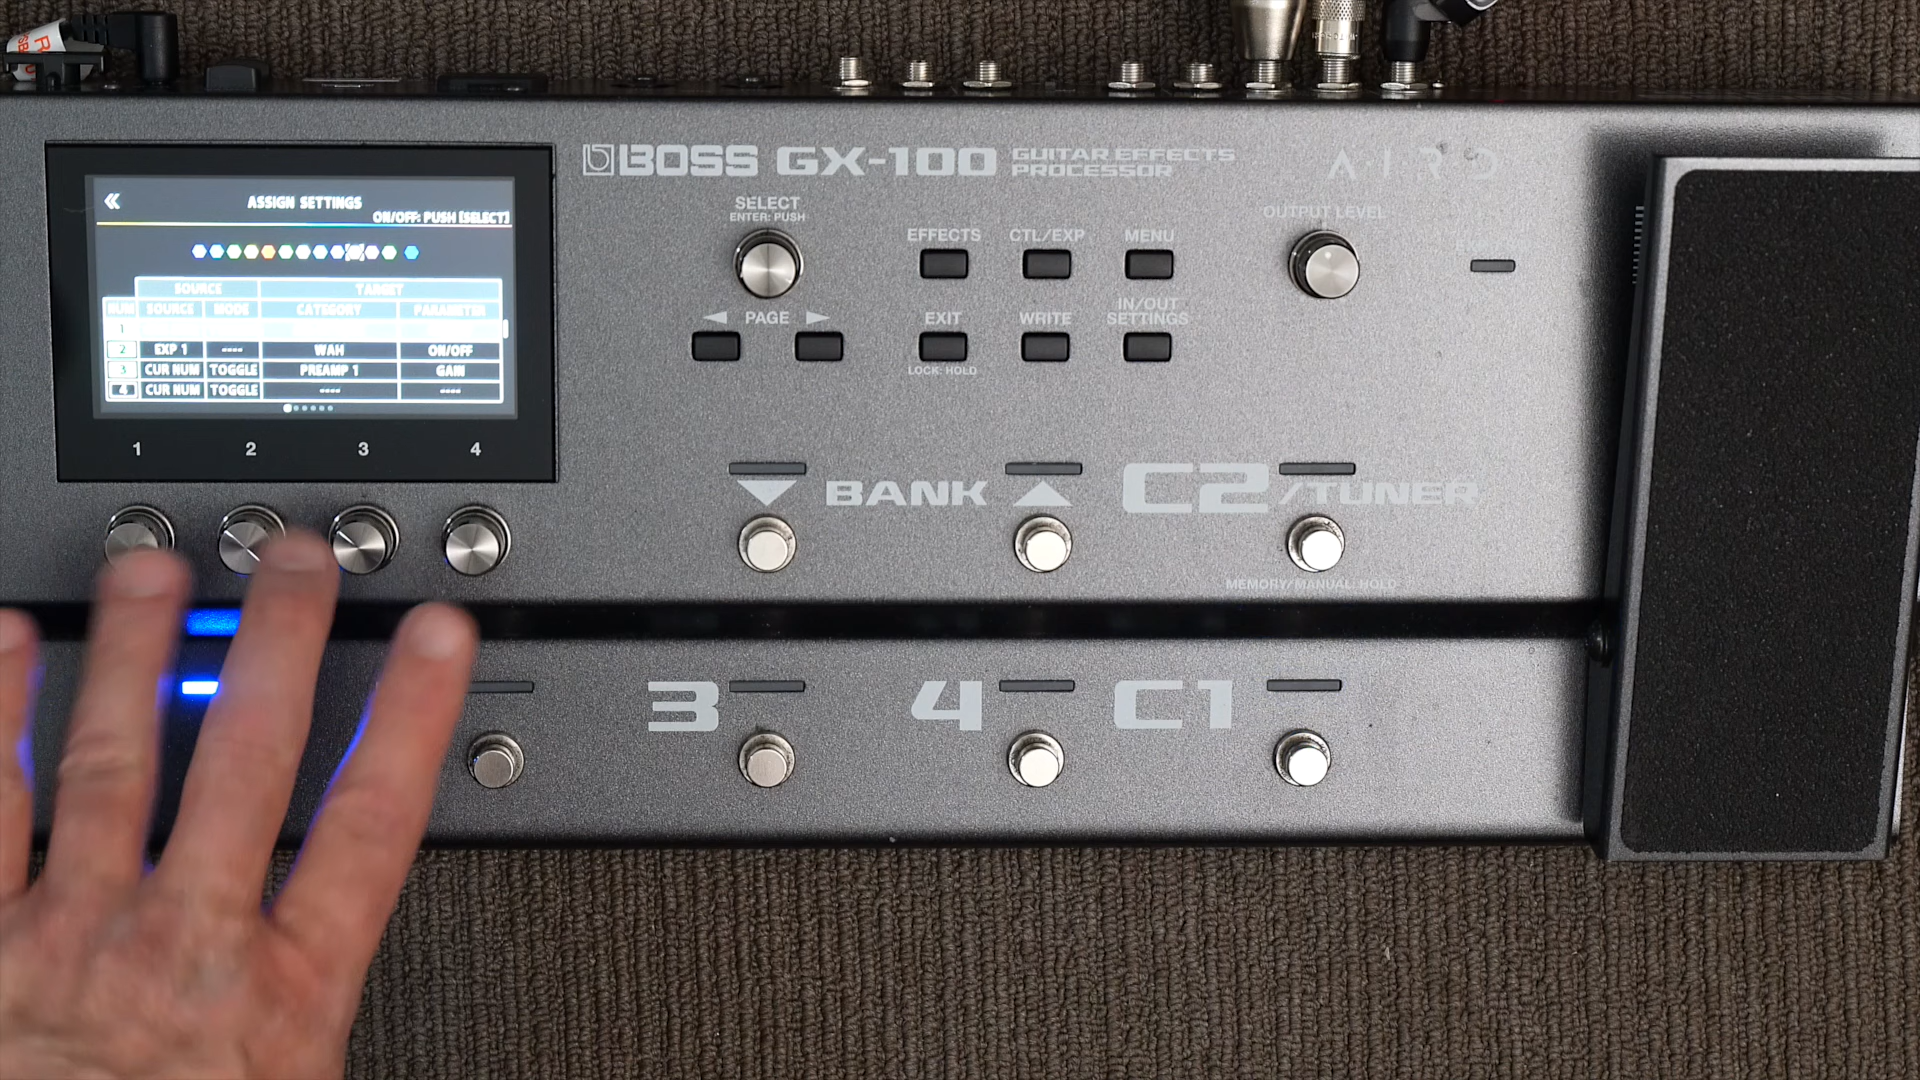 BOSS GX-100 GUITAR EFFECTS PROCESSOR
AIRD
«
ASSIGN SETTINGS
ON/OFF: PUSH [SELECT]
SOURCE TARGET
NUM SOURCE MODE CATEGORY PARAMETER
1
2 EXP 1 ---- WAH ON/OFF
3 CUR NUM TOGGLE PREAMP 1 GAIN
4 CUR NUM TOGGLE ---- ----
1 2 3 4
SELECT
ENTER: PUSH
EFFECTS CTL/EXP MENU
OUTPUT LEVEL
◄ PAGE ►
EXIT WRITE IN/OUT SETTINGS
LOCK: HOLD
▼ BANK ▲ C2/TUNER
MEMORY/MANUAL: HOLD
3 4 C1